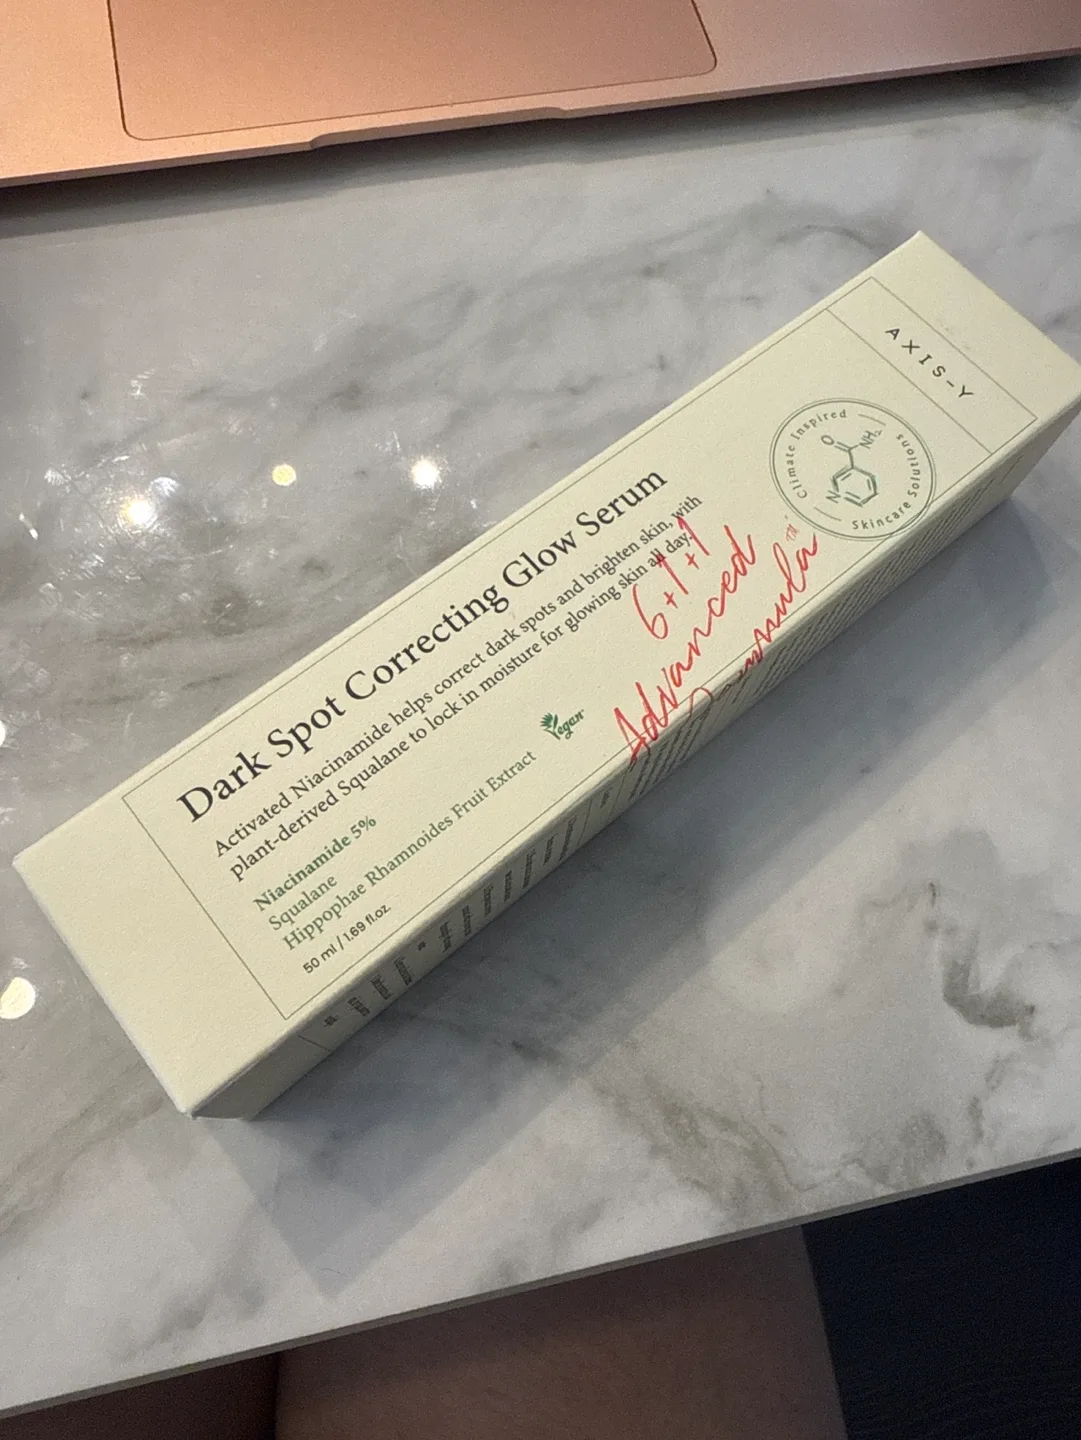 AXIS-Y
Climate Inspired
Skincare Solutions
O
NH₂
N
Dark Spot Correcting Glow Serum
Activated Niacinamide helps correct dark spots and brighten skin, with
plant-derived Squalane to lock in moisture for glowing skin all day.
6+1+1
Advanced
Formula™
Niacinamide 5%
Squalane
Hippophae Rhamnoides Fruit Extract
Vegan
50 ml / 1.69 fl.oz.